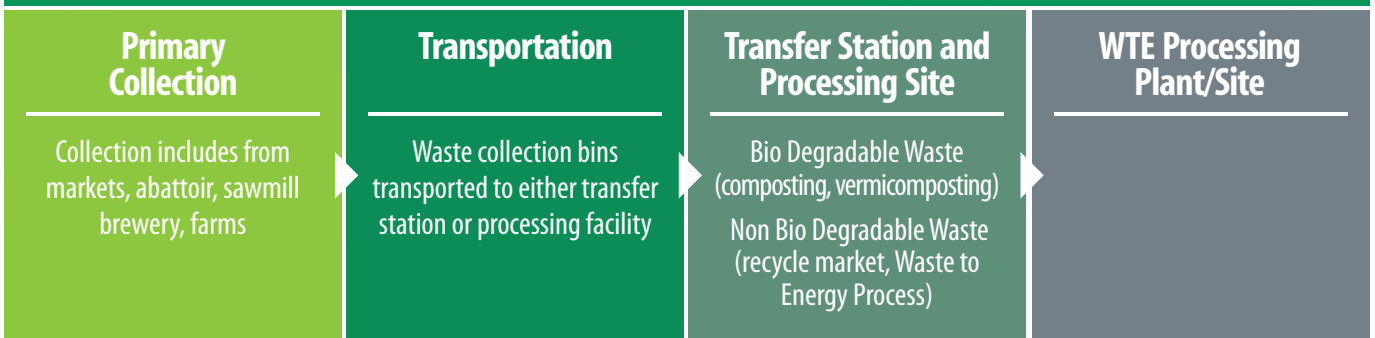 Primary
Collection
Collection includes from
markets, abattoir, sawmill
brewery, farms
Transportation
Waste collection bins
transported to either transfer
station or processing facility
Transfer Station and
Processing Site
Bio Degradable Waste
(composting, vermicomposting)
Non Bio Degradable Waste
(recycle market, Waste to
Energy Process)
WTE Processing
Plant/Site